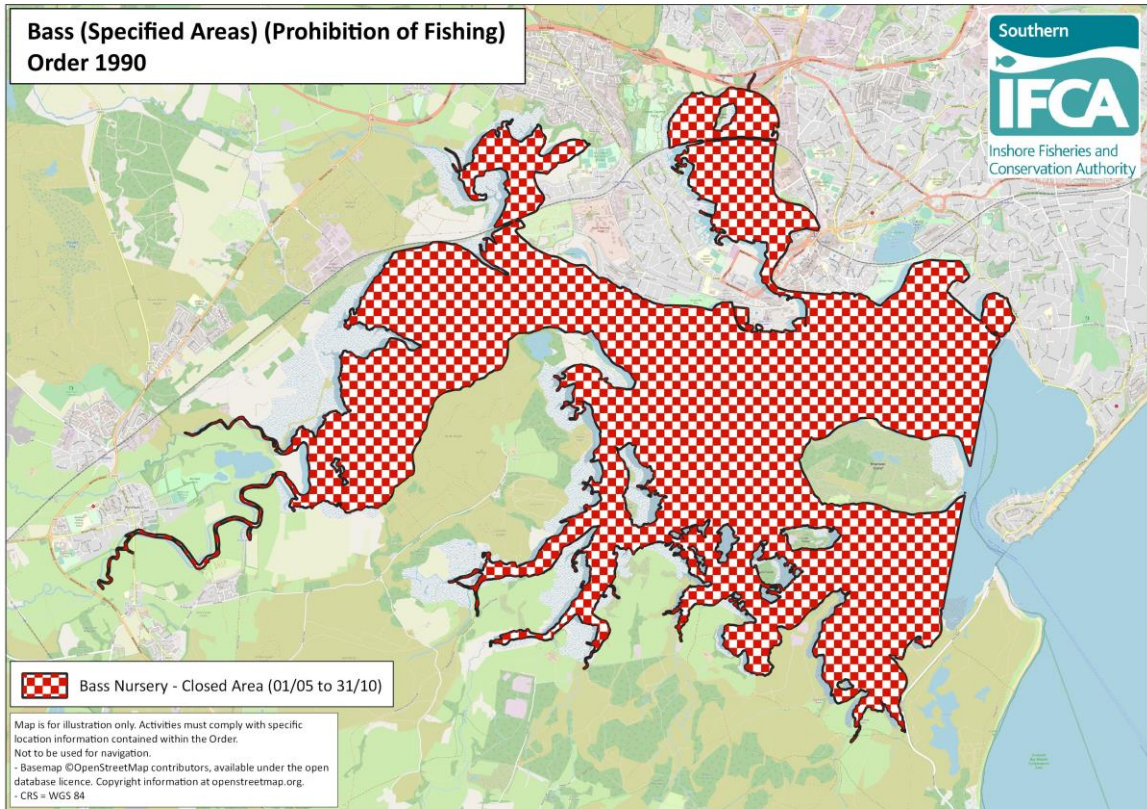 Bass (Specified Areas) (Prohibition of Fishing)
Order 1990
Southern
IFCA
Inshore Fisheries and
Conservation Authority
Bass Nursery - Closed Area (01/05 to 31/10)
Map is for illustration only. Activities must comply with specific
location information contained within the Order.
Not to be used for navigation.
- Basemap ©OpenStreetMap contributors, available under the open
database licence. Copyright information at openstreetmap.org.
- CRS = WGS 84